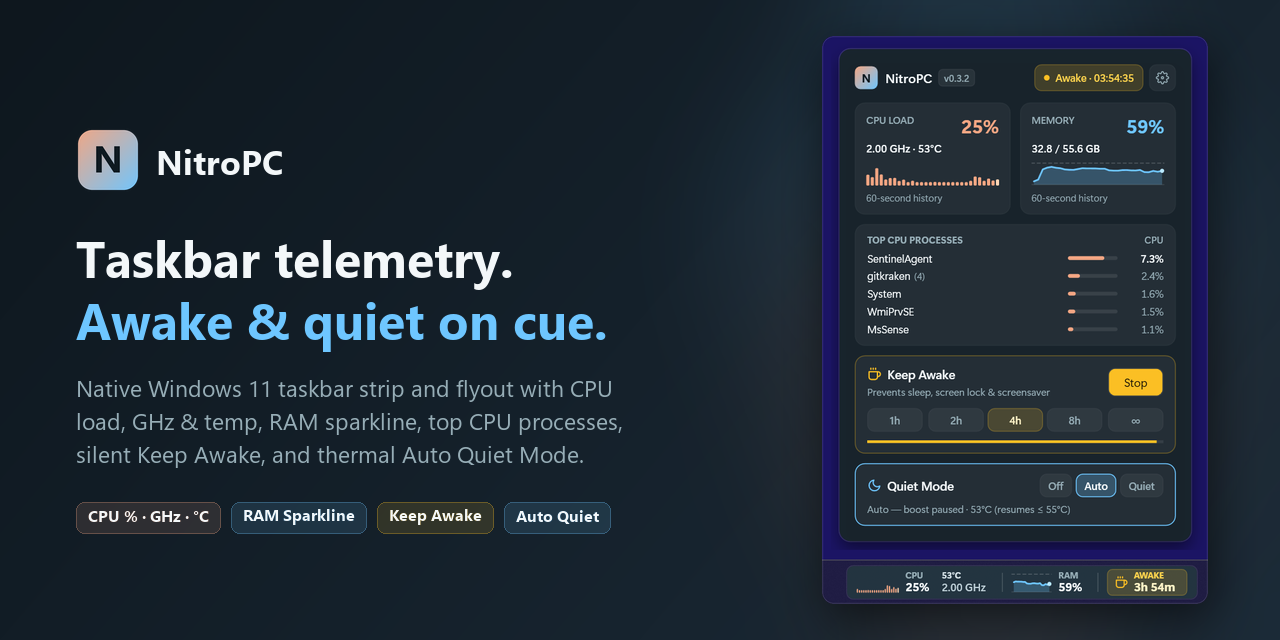 N NitroPC
Taskbar telemetry.
Awake & quiet on cue.
Native Windows 11 taskbar strip and flyout with CPU
load, GHz & temp, RAM sparkline, top CPU processes,
silent Keep Awake, and thermal Auto Quiet Mode.
CPU % · GHz · °C RAM Sparkline Keep Awake Auto Quiet
N NitroPC v0.3.2 Awake · 03:54:35
CPU LOAD 25%
2.00 GHz · 53°C
60-second history
MEMORY 59%
32.8 / 55.6 GB
60-second history
TOP CPU PROCESSES CPU
SentinelAgent 7.3%
gitkraken (4) 2.4%
System 1.6%
WmiPrvSE 1.5%
MsSense 1.1%
Keep Awake
Prevents sleep, screen lock & screensaver
Stop
1h 2h 4h 8h ∞
Quiet Mode Off Auto Quiet
Auto — boost paused · 53°C (resumes ≤ 55°C)
CPU 53°C
25% 2.00 GHz
RAM
59%
AWAKE
3h 54m